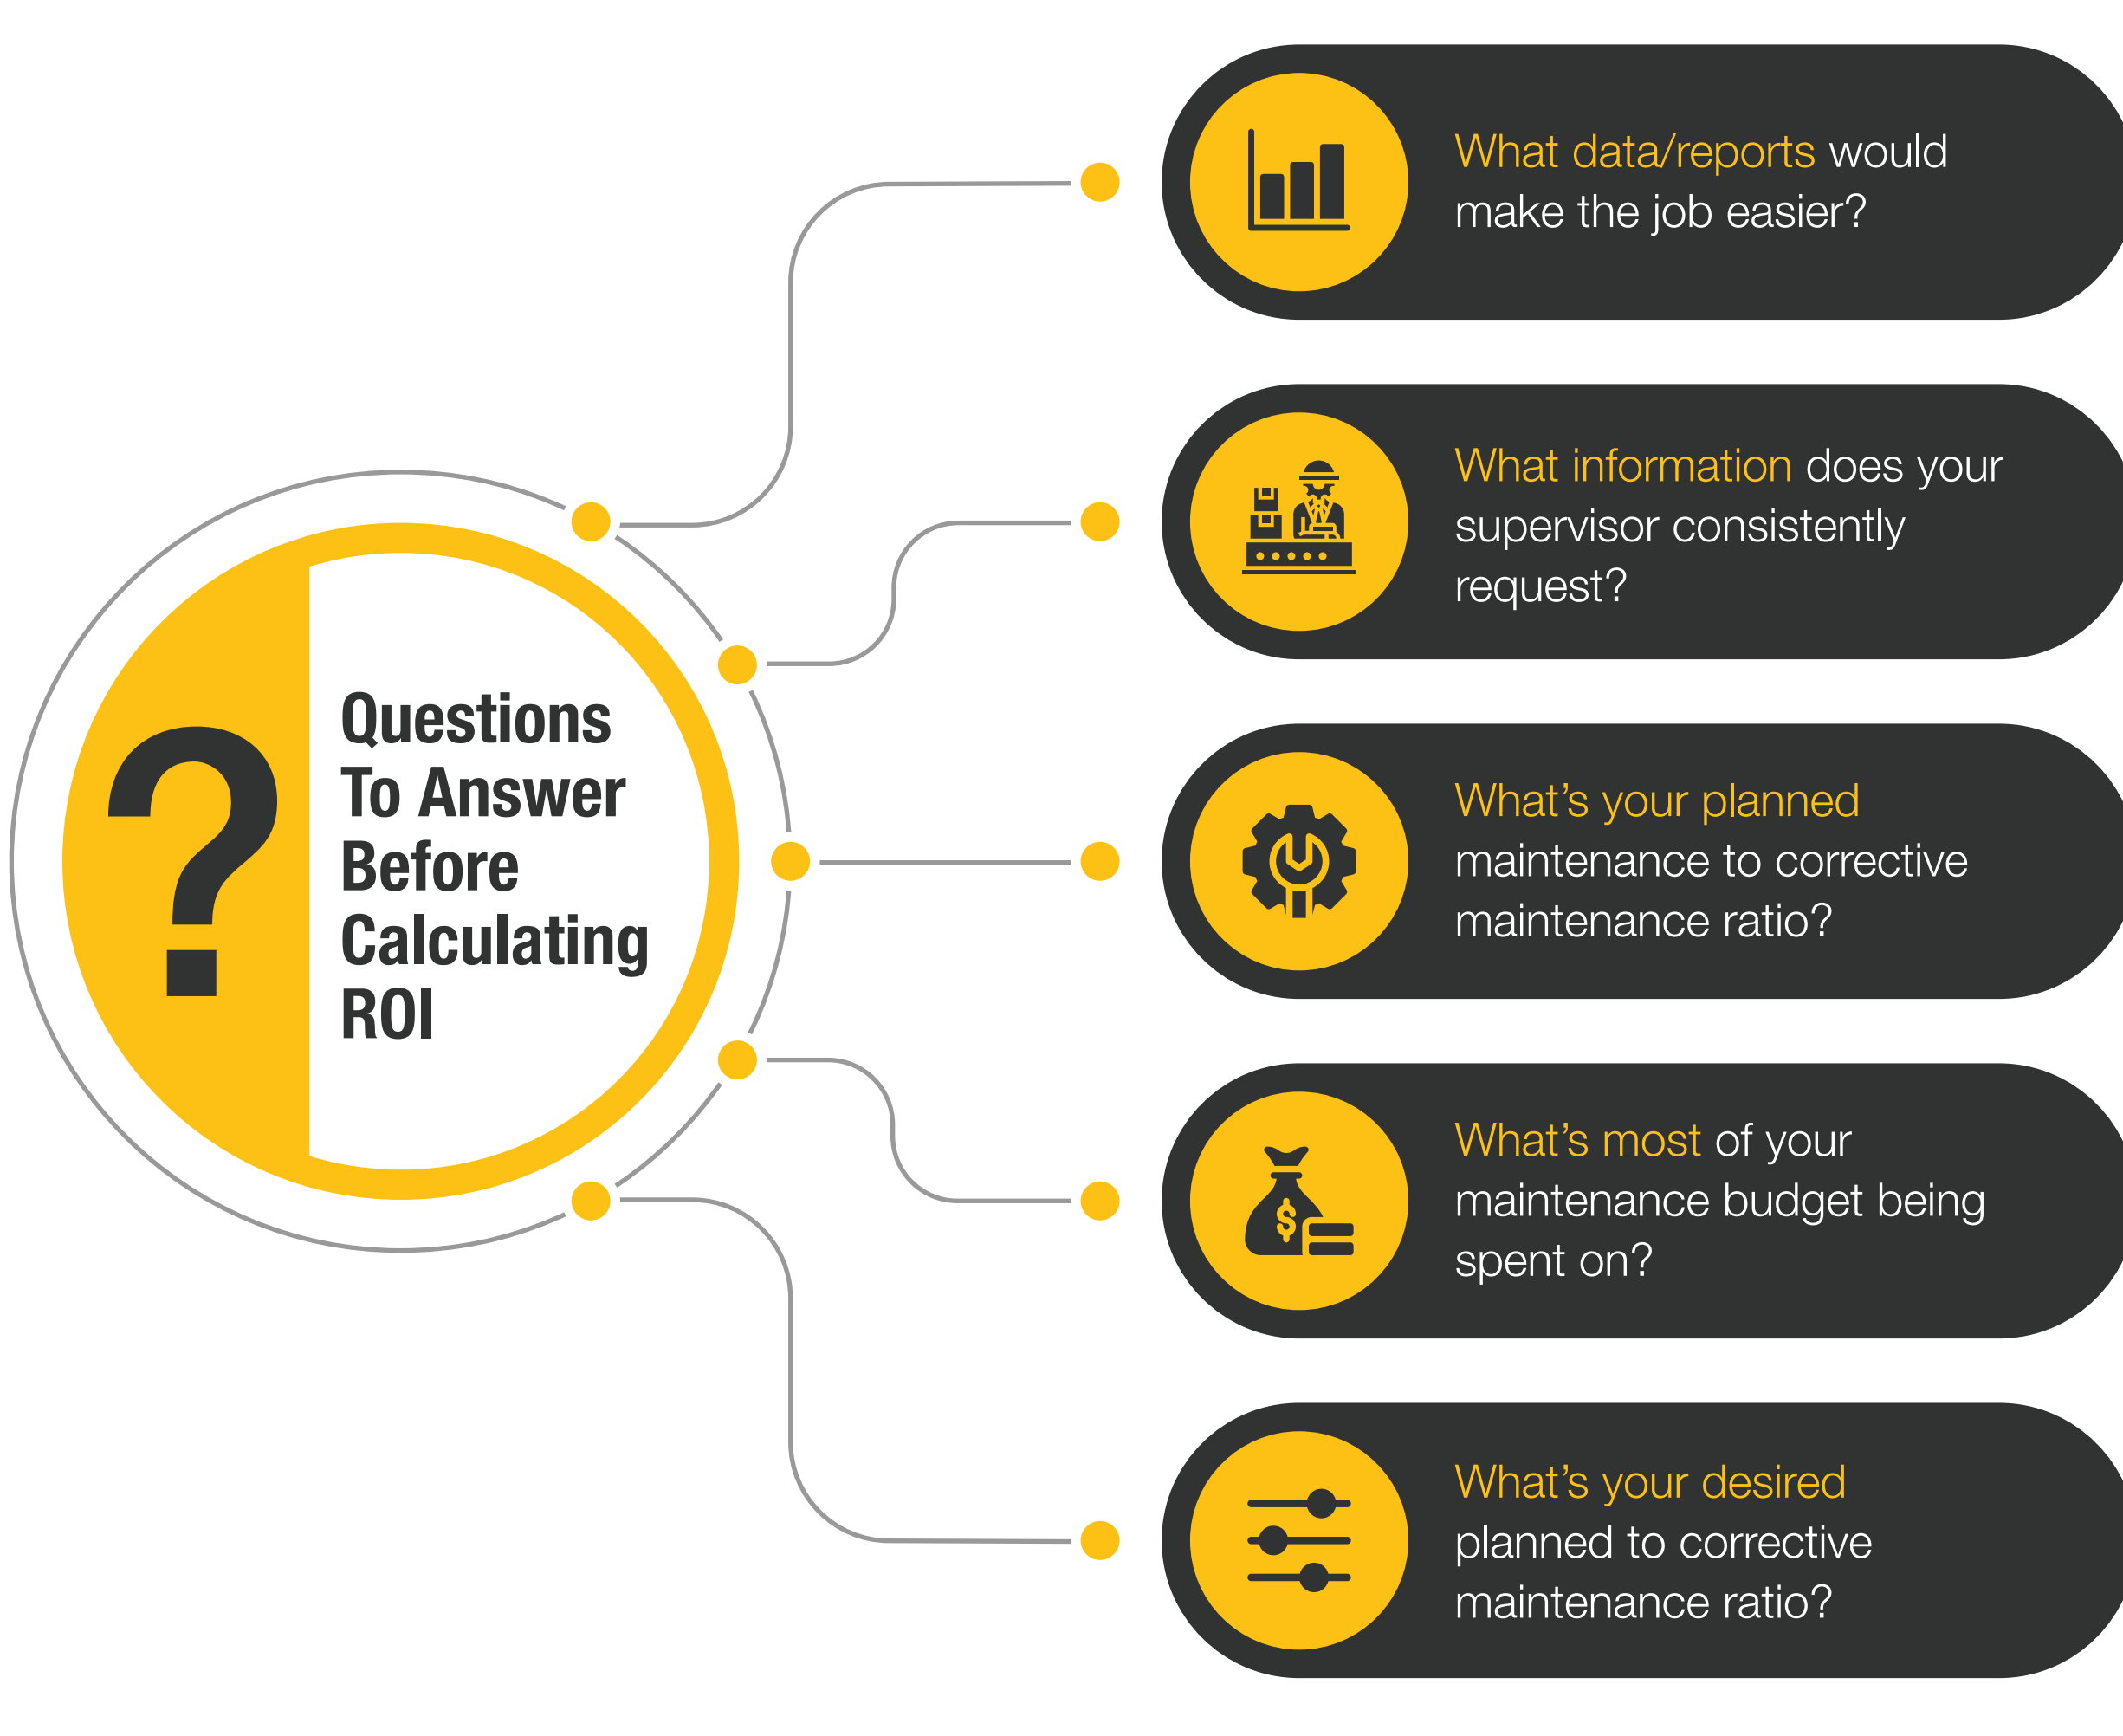 ?
Questions
To Answer
Before
Calculating
ROI
What data/reports would
make the job easier?
What information does your
supervisor consistently
request?
What's your planned
maintenance to corrective
maintenance ratio?
What's most of your
maintenance budget being
spent on?
What's your desired
planned to corrective
maintenance ratio?